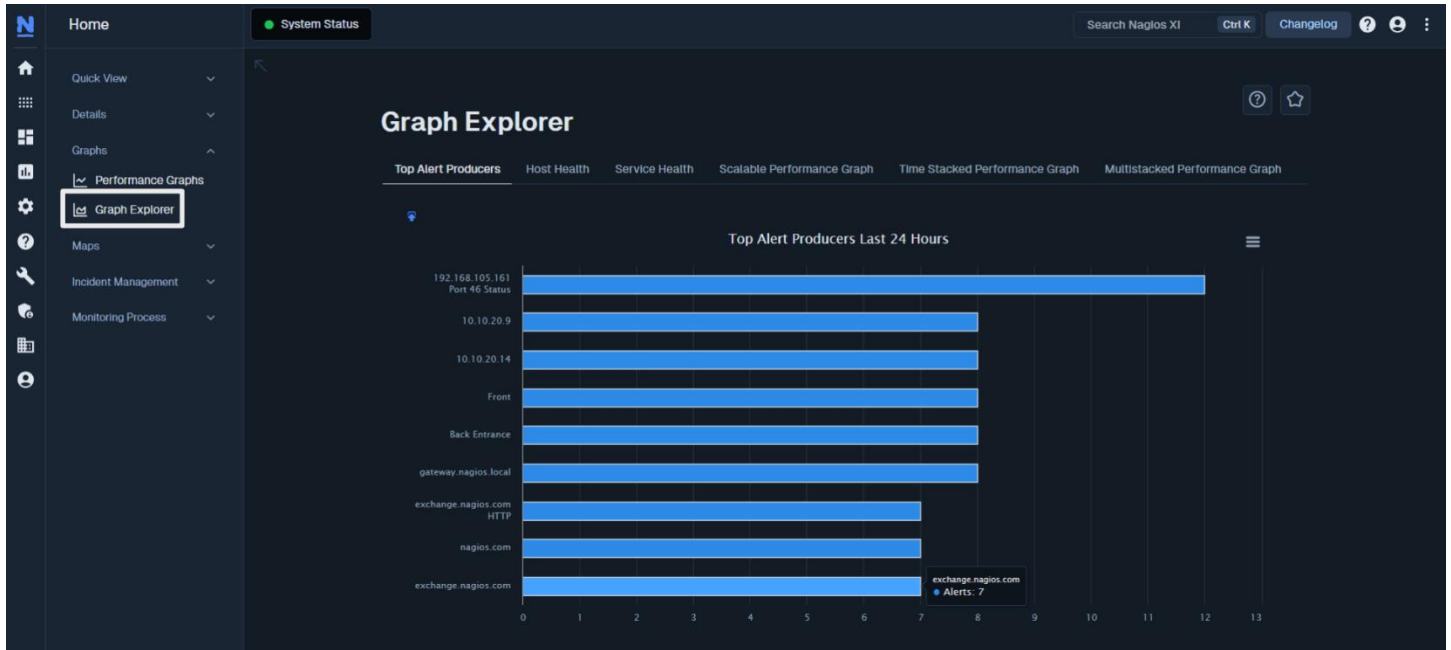 N
Home
System Status
Search Nagios XI
Ctrl K
Changelog
Quick View
Details
Graphs
Performance Graphs
Graph Explorer
Maps
Incident Management
Monitoring Process
Graph Explorer
Top Alert Producers
Host Health
Service Health
Scalable Performance Graph
Time Stacked Performance Graph
Multistacked Performance Graph
Top Alert Producers Last 24 Hours
192.168.105.161
Port 46 Status
10.10.20.9
10.10.20.14
Front
Back Entrance
gateway.nagios.local
exchange.nagios.com
HTTP
nagios.com
exchange.nagios.com
exchange.nagios.com
Alerts: 7
0 1 2 3 4 5 6 7 8 9 10 11 12 13